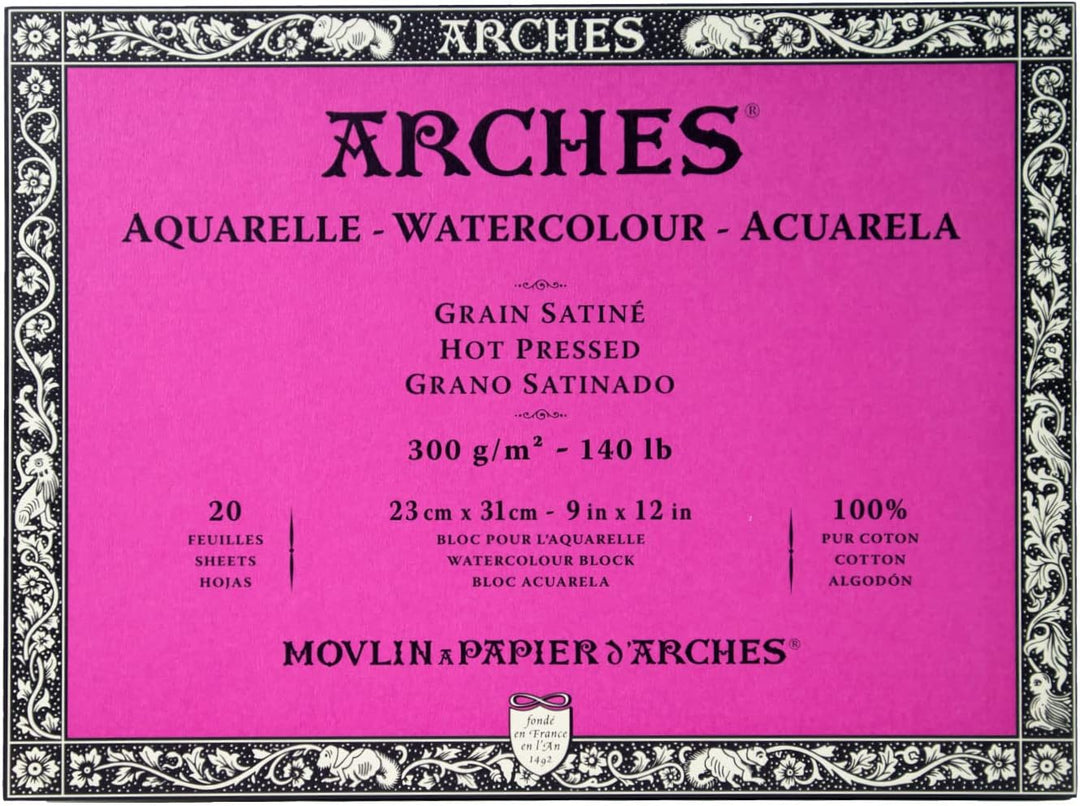 ARCHES
ARCHES®
AQUARELLE - WATERCOLOUR - ACUARELA
GRAIN SATINÉ
HOT PRESSED
GRANO SATINADO
300 g/m² - 140 lb
20
FEUILLES
SHEETS
HOJAS
23 cm x 31 cm - 9 in x 12 in
BLOC POUR L'AQUARELLE
WATERCOLOUR BLOCK
BLOC ACUARELA
100%
PUR COTON
COTTON
ALGODÓN
MOVLIN A PAPIER d'ARCHES®
fondé
en France
en l'An
1492